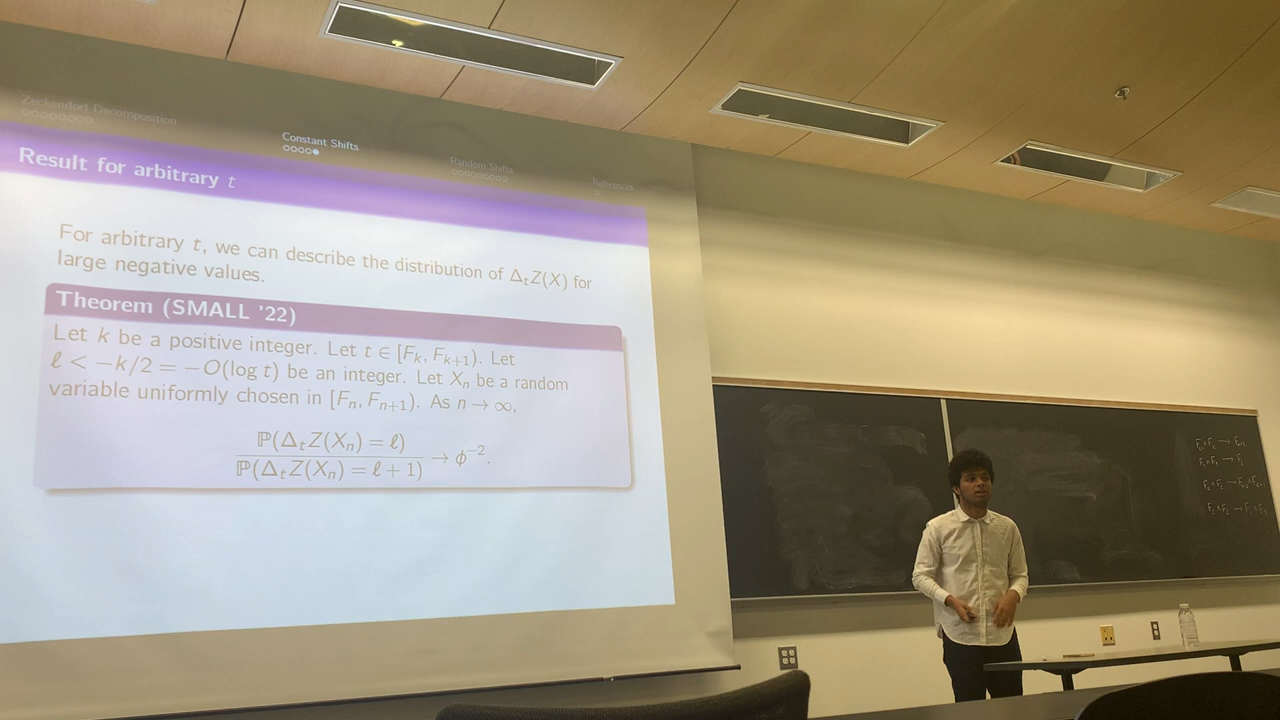 Zeckendorf Decomposition
Constant Shifts
Random Shifts
References
Result for arbitrary t
For arbitrary t, we can describe the distribution of Δ_tZ(X) for
large negative values.
Theorem (SMALL '22)
Let k be a positive integer. Let t ∈ [F_k, F_{k+1}). Let
ℓ < −k/2 = −O(log t) be an integer. Let X_n be a random
variable uniformly chosen in [F_n, F_{n+1}). As n → ∞,
ℙ(Δ_tZ(X_n) = ℓ)
ℙ(Δ_tZ(X_n) = ℓ + 1) → ϕ^{−2}.